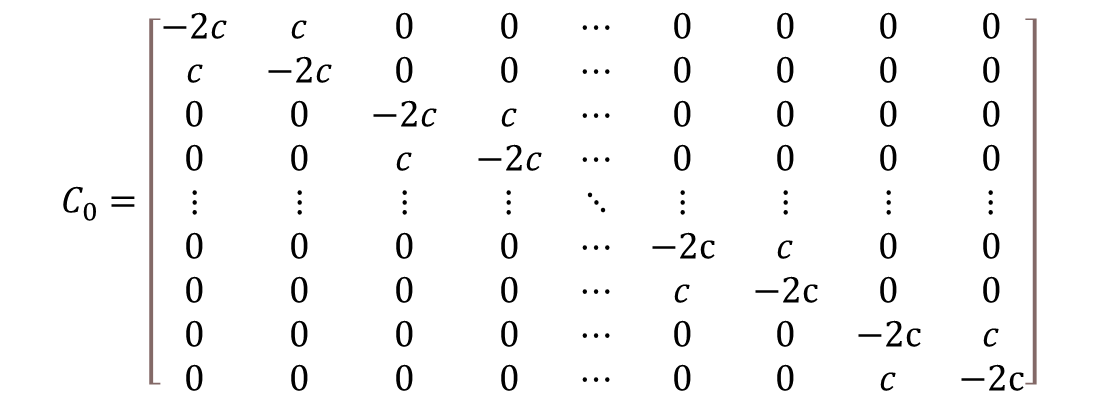 −2c c 0 0 ⋯ 0 0 0 0
c −2c 0 0 ⋯ 0 0 0 0
0 0 −2c c ⋯ 0 0 0 0
0 0 c −2c ⋯ 0 0 0 0
C₀ = ⋮ ⋮ ⋮ ⋮ ⋱ ⋮ ⋮ ⋮ ⋮
0 0 0 0 ⋯ −2c c 0 0
0 0 0 0 ⋯ c −2c 0 0
0 0 0 0 ⋯ 0 0 −2c c
0 0 0 0 ⋯ 0 0 c −2c